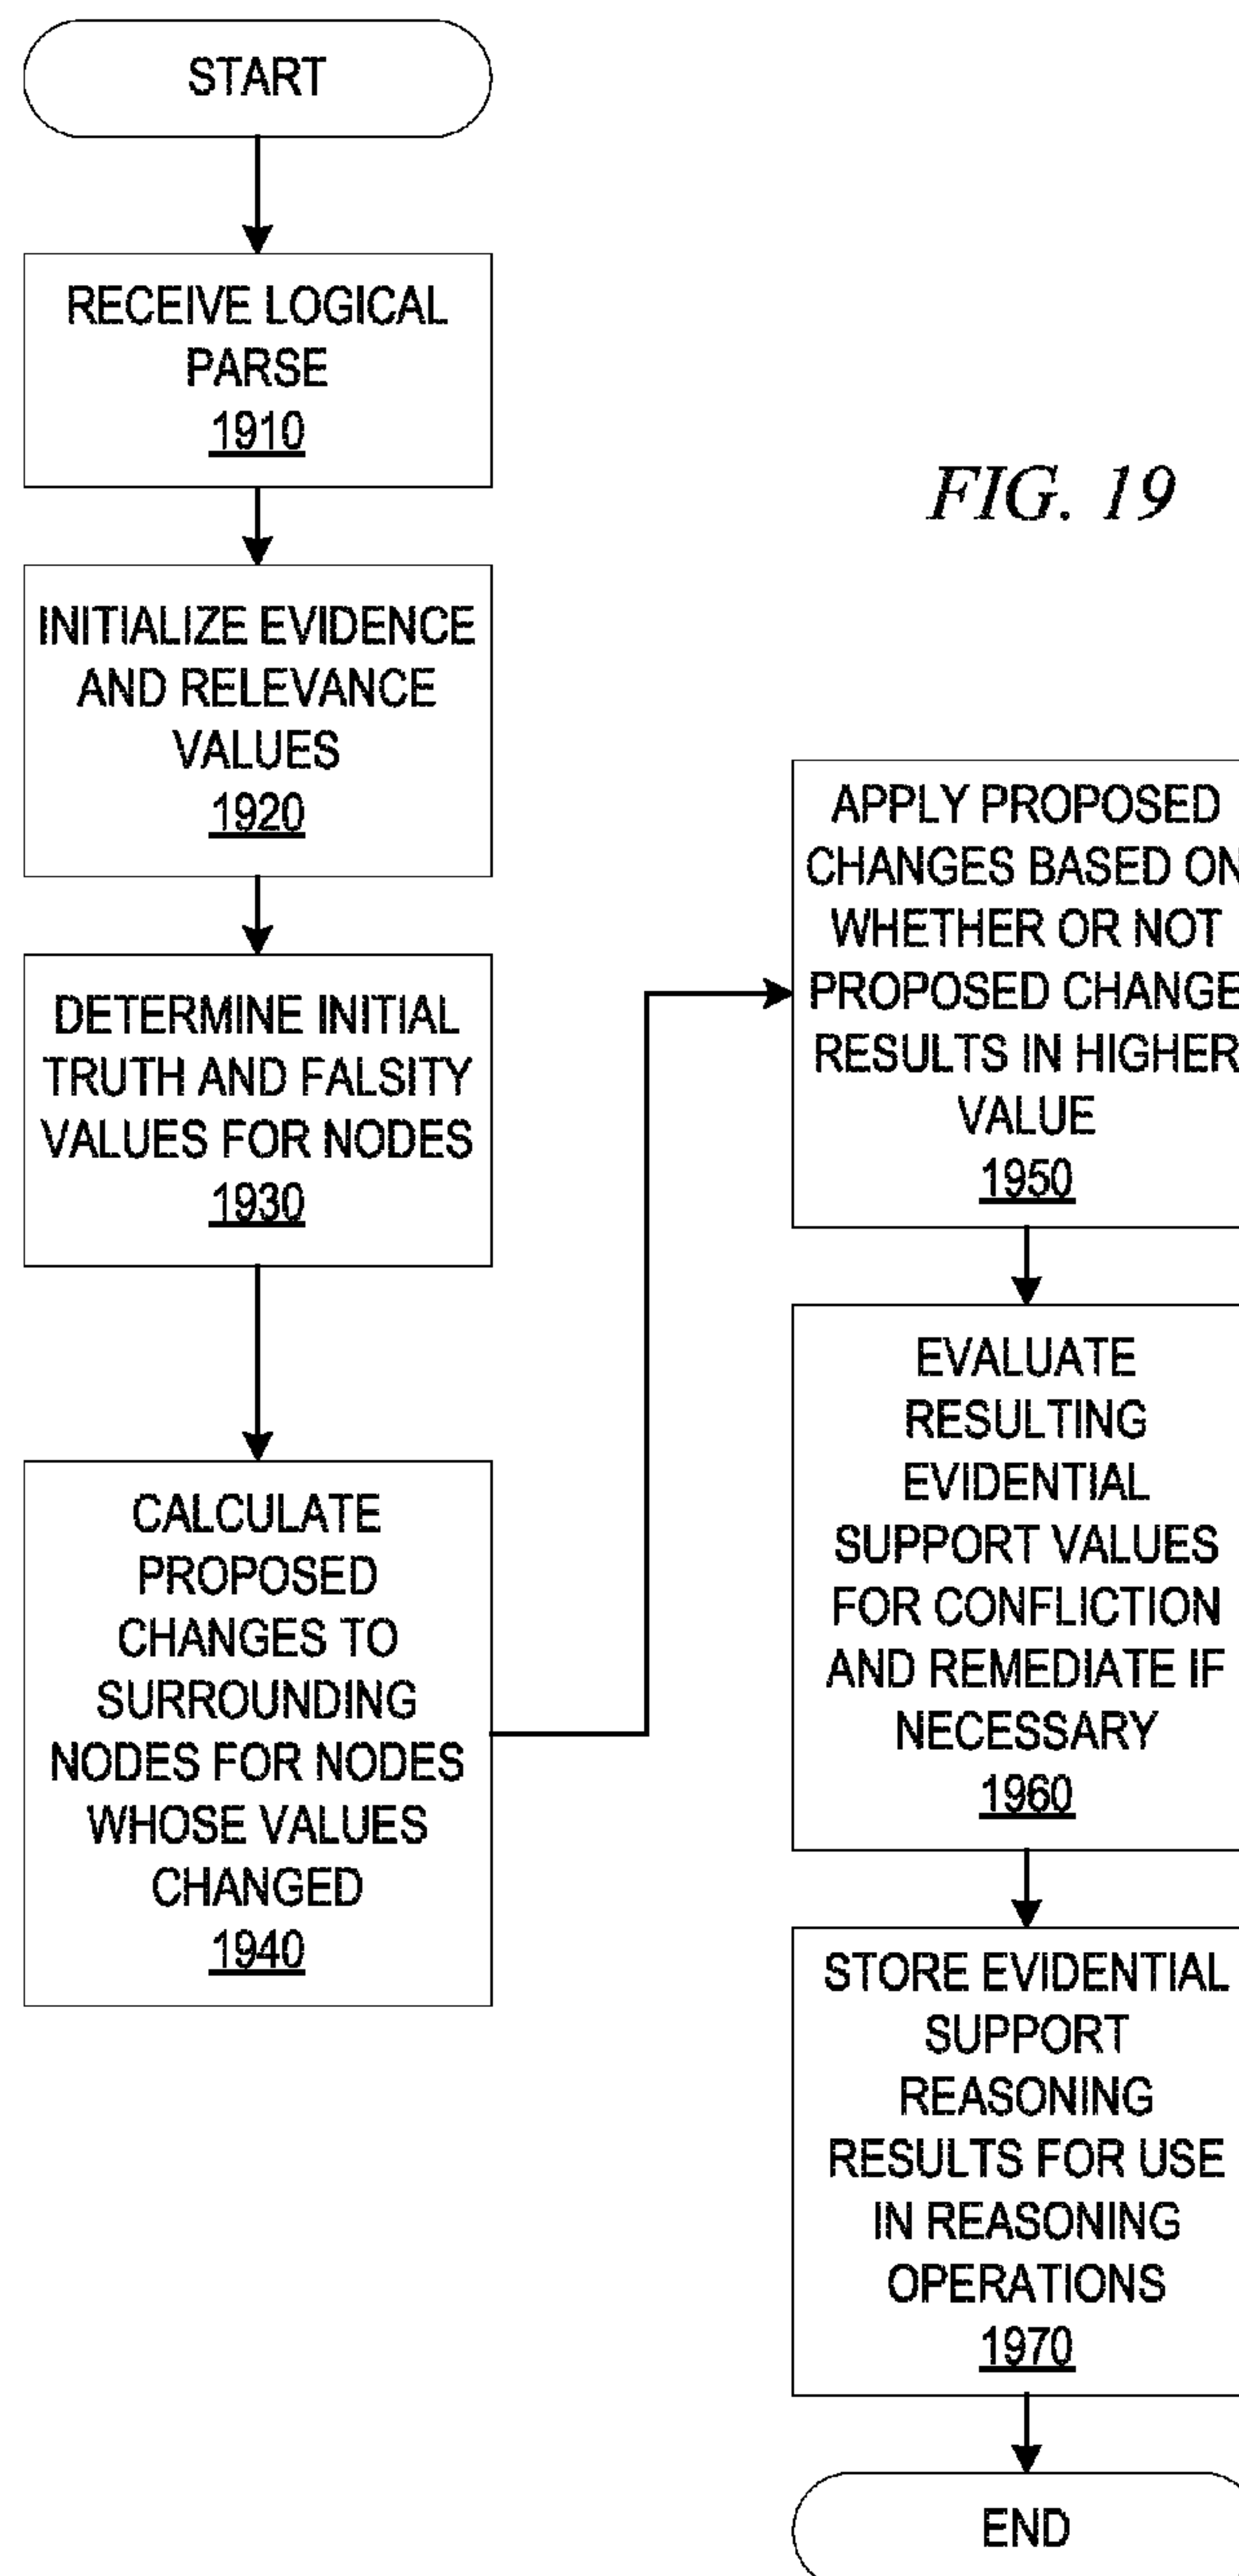 START
RECEIVE LOGICAL
PARSE
1910
INITIALIZE EVIDENCE
AND RELEVANCE
VALUES
1920
DETERMINE INITIAL
TRUTH AND FALSITY
VALUES FOR NODES
1930
CALCULATE
PROPOSED
CHANGES TO
SURROUNDING
NODES FOR NODES
WHOSE VALUES
CHANGED
1940
FIG. 19
APPLY PROPOSED
CHANGES BASED ON
WHETHER OR NOT
PROPOSED CHANGE
RESULTS IN HIGHER
VALUE
1950
EVALUATE
RESULTING
EVIDENTIAL
SUPPORT VALUES
FOR CONFLICTION
AND REMEDIATE IF
NECESSARY
1960
STORE EVIDENTIAL
SUPPORT
REASONING
RESULTS FOR USE
IN REASONING
OPERATIONS
1970
END